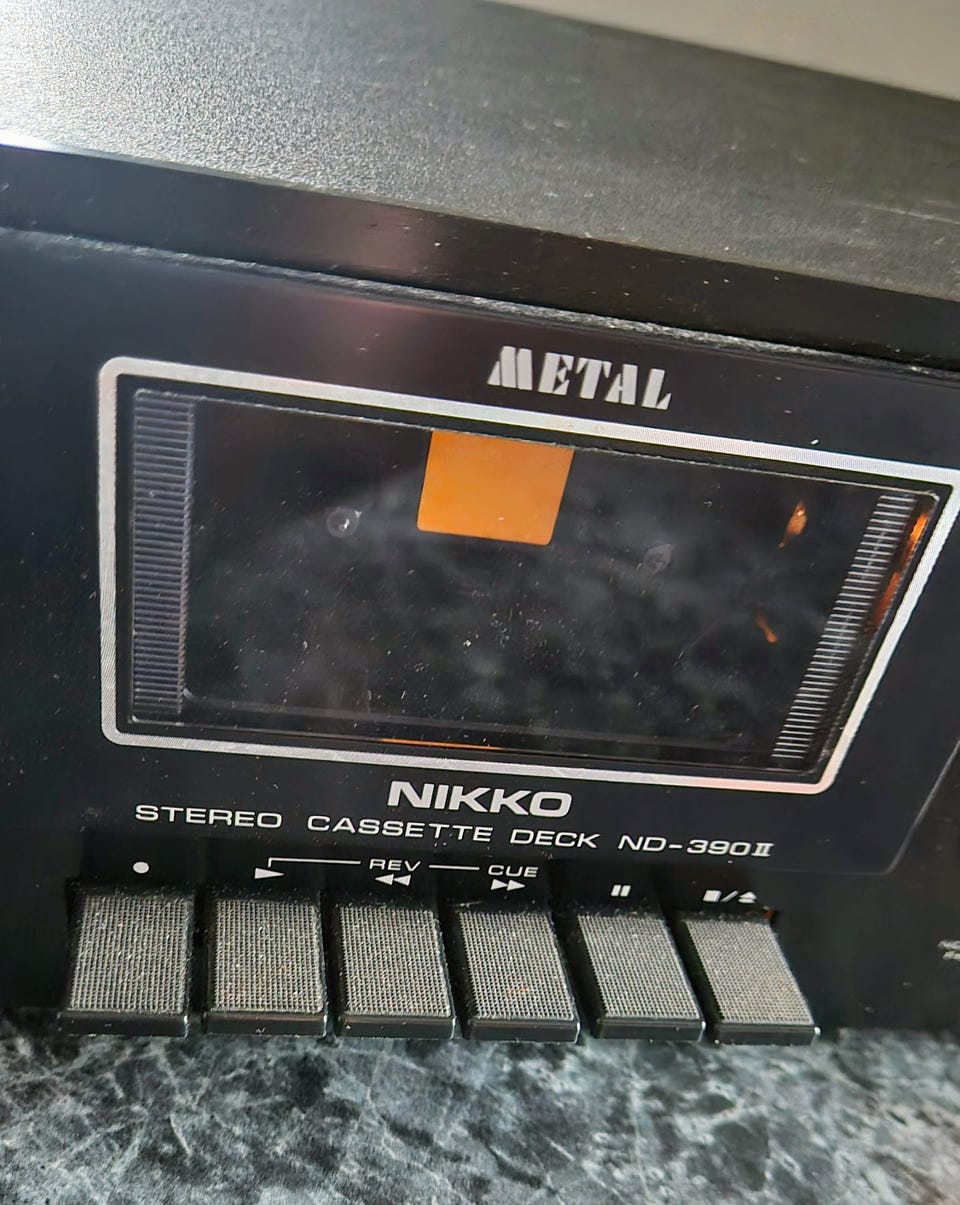 METAL
NIKKO
STEREO CASSETTE DECK ND-390II
REV CUE